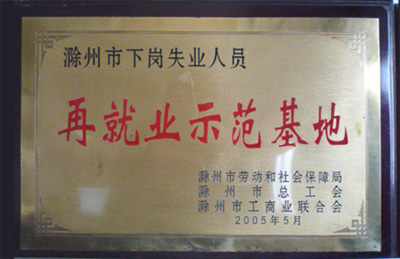 滁州市下岗失业人员
再就业示范基地
滁州市劳动和社会保障局
滁州市总工会
滁州市工商业联合会
2005年5月